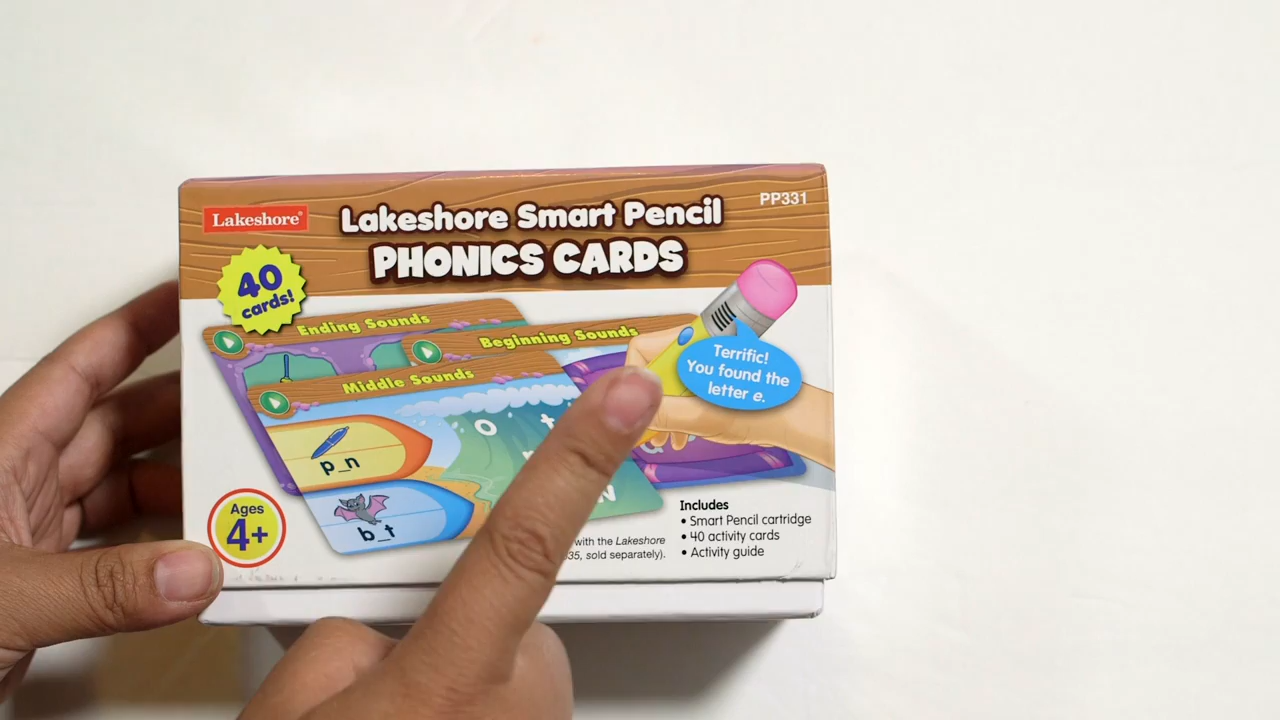 PP331
Lakeshore®
Lakeshore Smart Pencil
PHONICS CARDS
40
cards!
Ending Sounds
Beginning Sounds
Middle Sounds
Terrific!
You found the
letter e.
o
p_n
b_t
Ages
4+
with the Lakeshore
35, sold separately).
Includes
• Smart Pencil cartridge
• 40 activity cards
• Activity guide